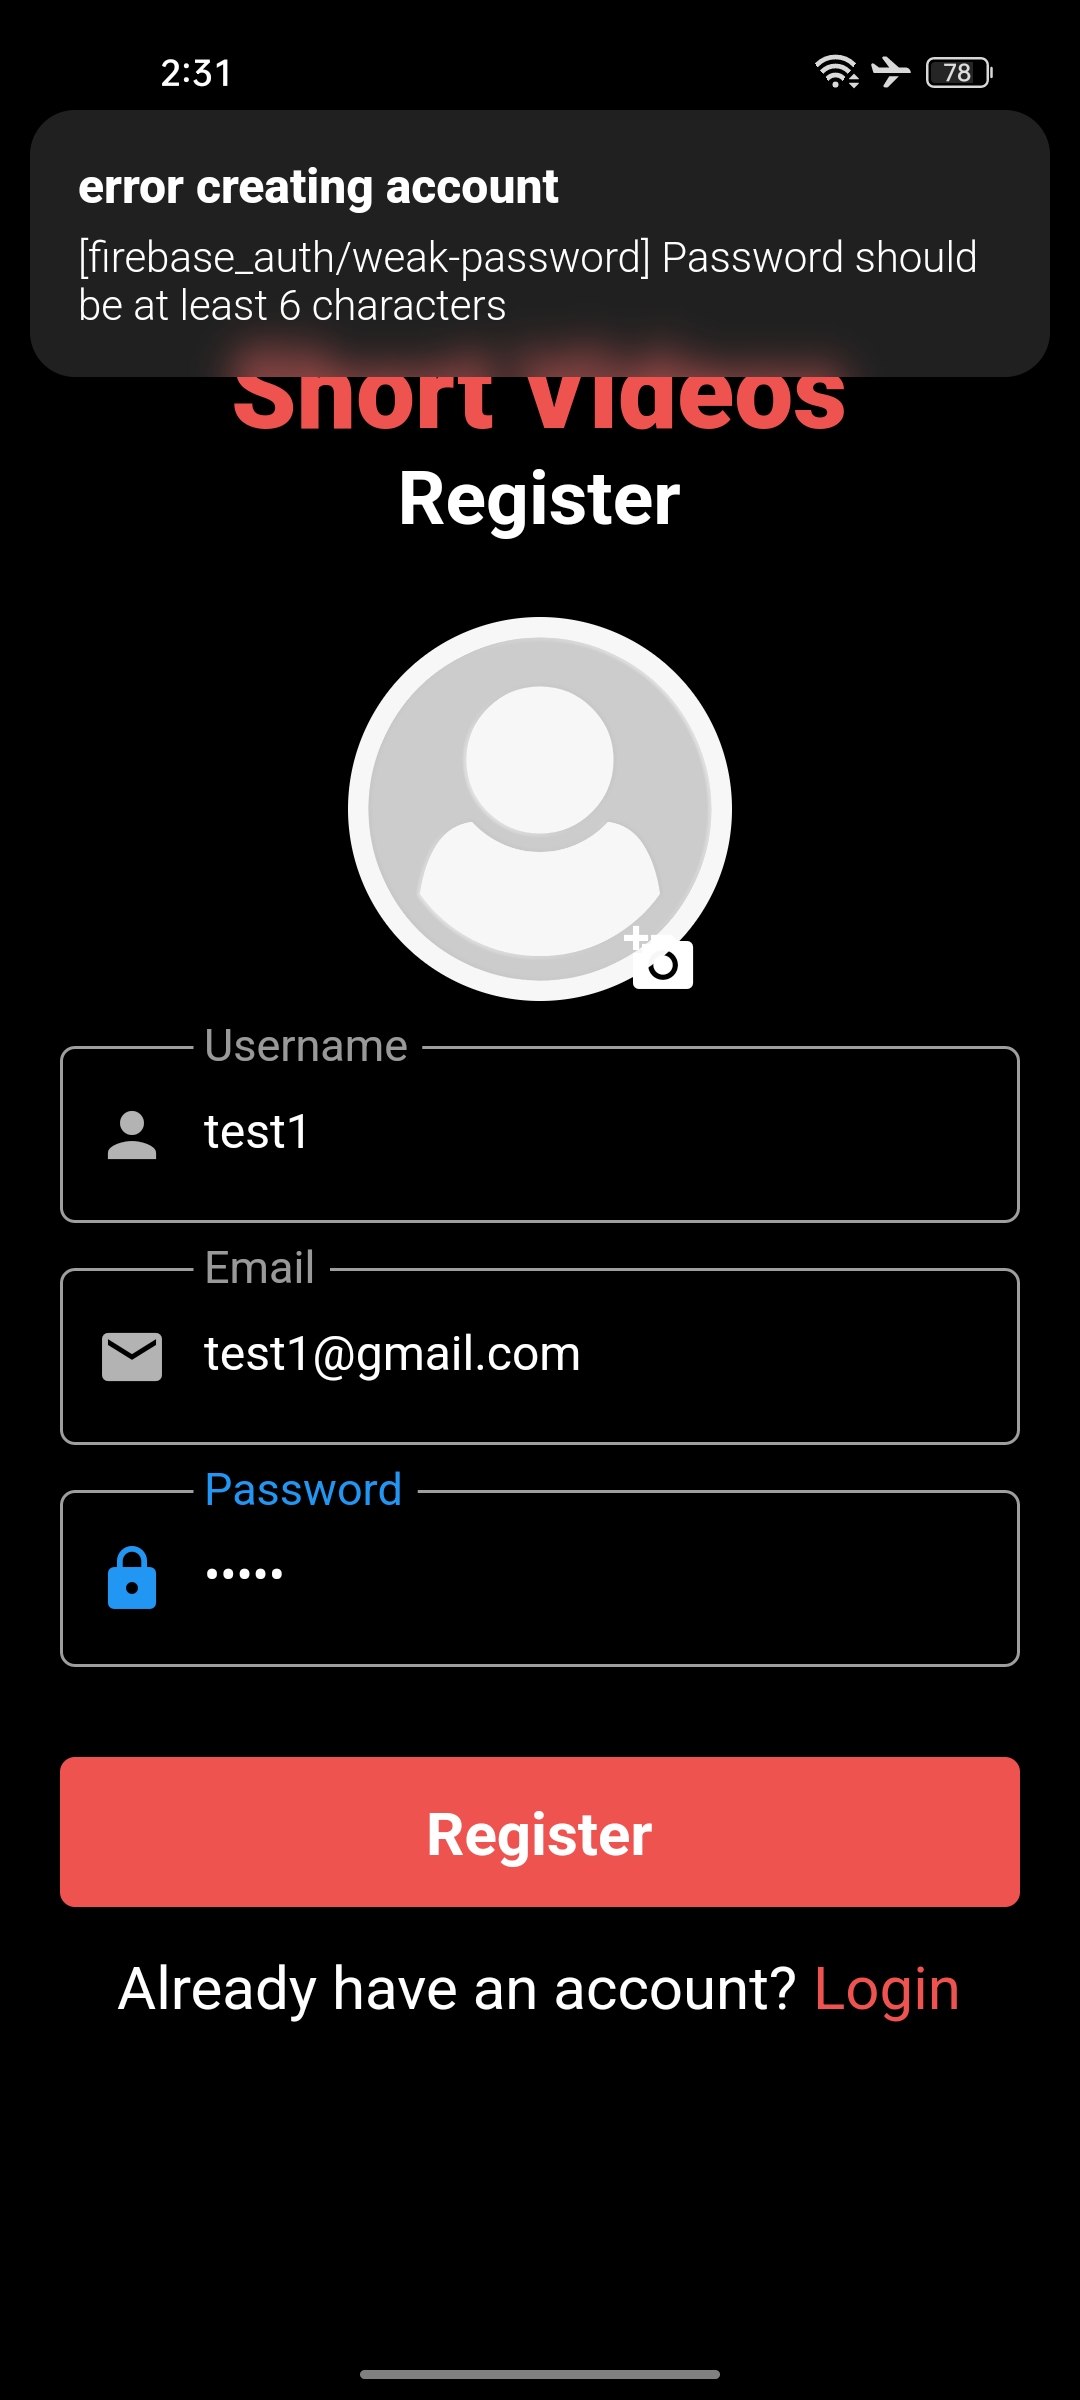 2:31
78
error creating account
[firebase_auth/weak-password] Password should
be at least 6 characters
Short Videos
Register
Username
test1
Email
test1@gmail.com
Password
•••••
Register
Already have an account? Login